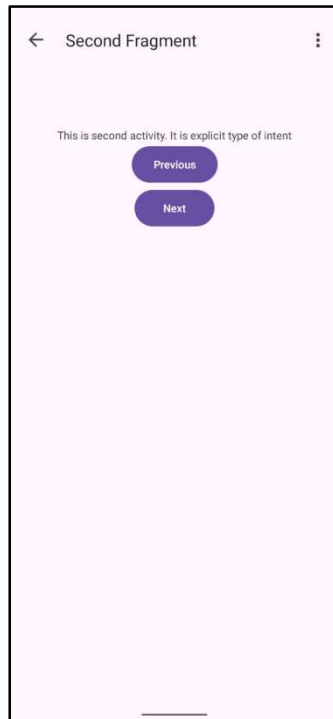 Second Fragment
This is second activity. It is explicit type of intent
Previous
Next